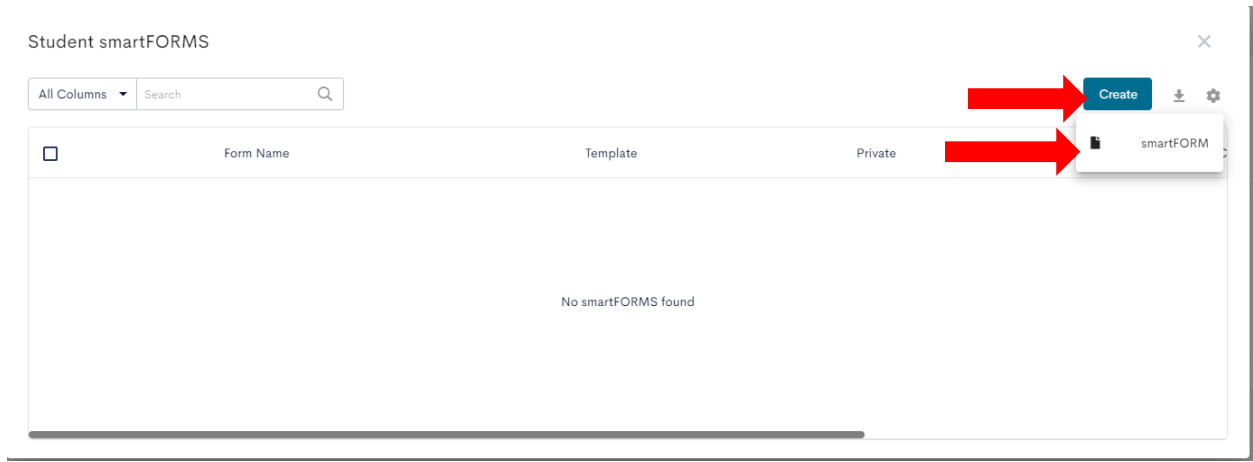 Student smartFORMS
All Columns Search Create
smartFORM
Form Name Template Private
No smartFORMS found